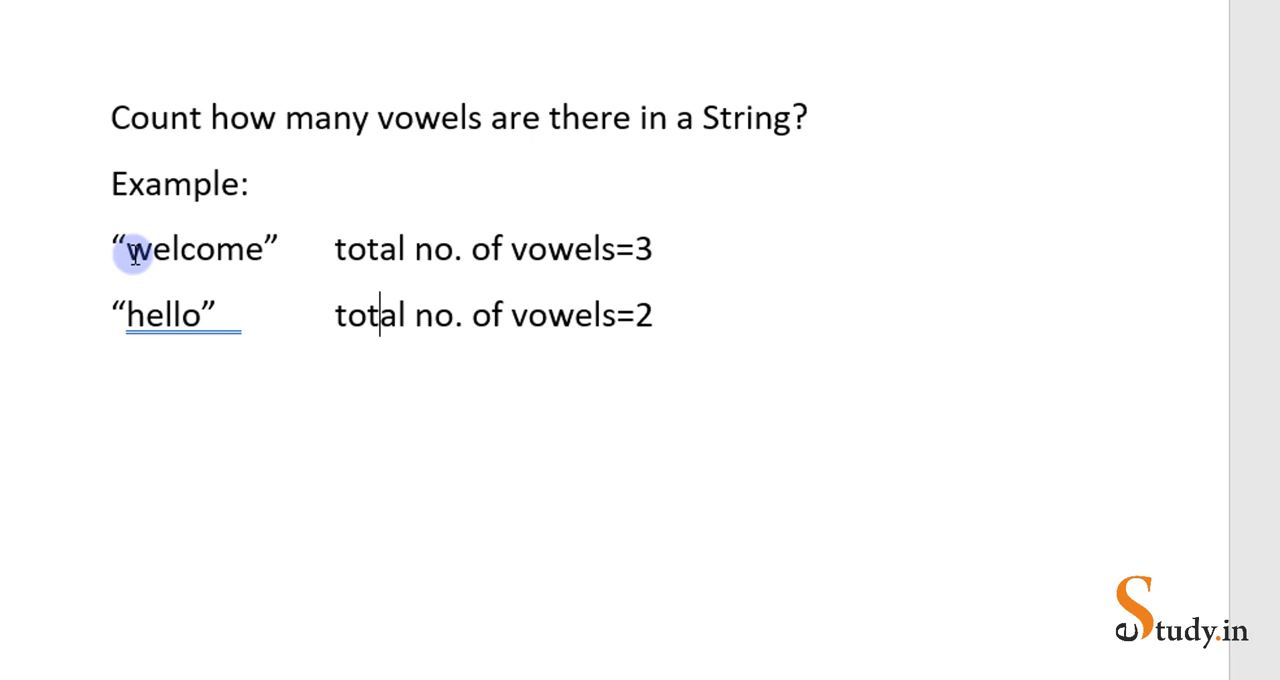 Count how many vowels are there in a String?
Example:
“welcome” total no. of vowels=3
“hello” total no. of vowels=2
eStudy.in